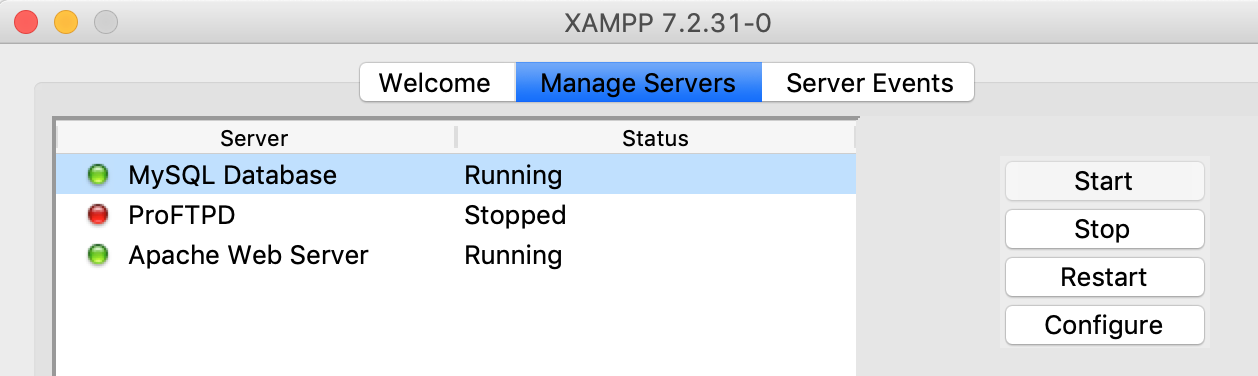 XAMPP 7.2.31-0
Welcome Manage Servers Server Events
Server Status
MySQL Database Running
ProFTPD Stopped
Apache Web Server Running
Start
Stop
Restart
Configure